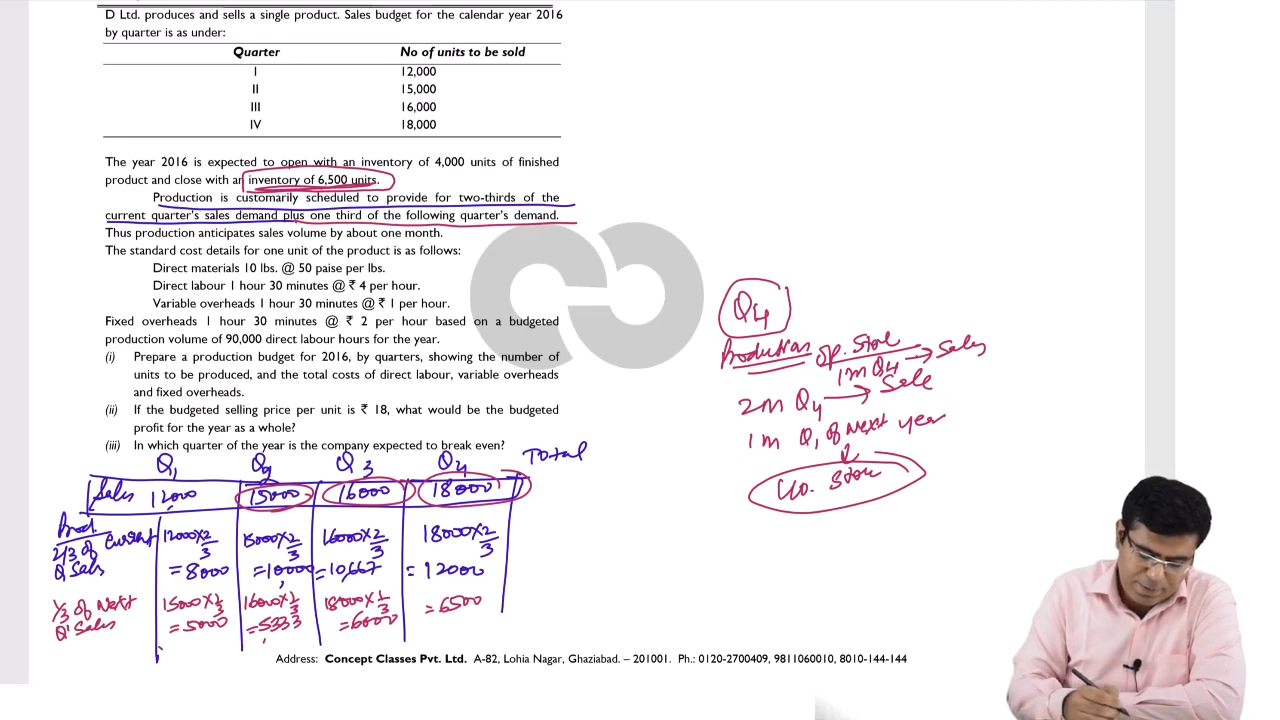 D Ltd. produces and sells a single product. Sales budget for the calendar year 2016
by quarter is as under:
Quarter No of units to be sold
I 12,000
II 15,000
III 16,000
IV 18,000
The year 2016 is expected to open with an inventory of 4,000 units of finished
product and close with an inventory of 6,500 units.
Production is customarily scheduled to provide for two-thirds of the
current quarter's sales demand plus one third of the following quarter's demand.
Thus production anticipates sales volume by about one month.
The standard cost details for one unit of the product is as follows:
Direct materials 10 lbs. @ 50 paise per lbs.
Direct labour 1 hour 30 minutes @ ₹ 4 per hour.
Variable overheads 1 hour 30 minutes @ ₹ 1 per hour.
Fixed overheads 1 hour 30 minutes @ ₹ 2 per hour based on a budgeted
production volume of 90,000 direct labour hours for the year.
(i) Prepare a production budget for 2016, by quarters, showing the number of
units to be produced, and the total costs of direct labour, variable overheads
and fixed overheads.
(ii) If the budgeted selling price per unit is ₹ 18, what would be the budgeted
profit for the year as a whole?
(iii) In which quarter of the year is the company expected to break even?
Q1 Q2 Q3 Q4 Total
Sales 12000 15000 16000 18000
Prod.
2/3 of Current 12000×2/3 15000×2/3 16000×2/3 18000×2/3
Q Sales =8000 =10000 =10,667 =12000
1/3 of Next 15000×1/3 16000×1/3 18000×1/3 =6500
Q' Sales =5000 =5333 =6000
Q4
Production op. Stock → Sales
1m Q4
2m Q4 → Sale
1m Q1 of Next year
Clo. Stock
Address: Concept Classes Pvt. Ltd. A-82, Lohia Nagar, Ghaziabad. – 201001. Ph.: 0120-2700409, 9811060010, 8010-144-144